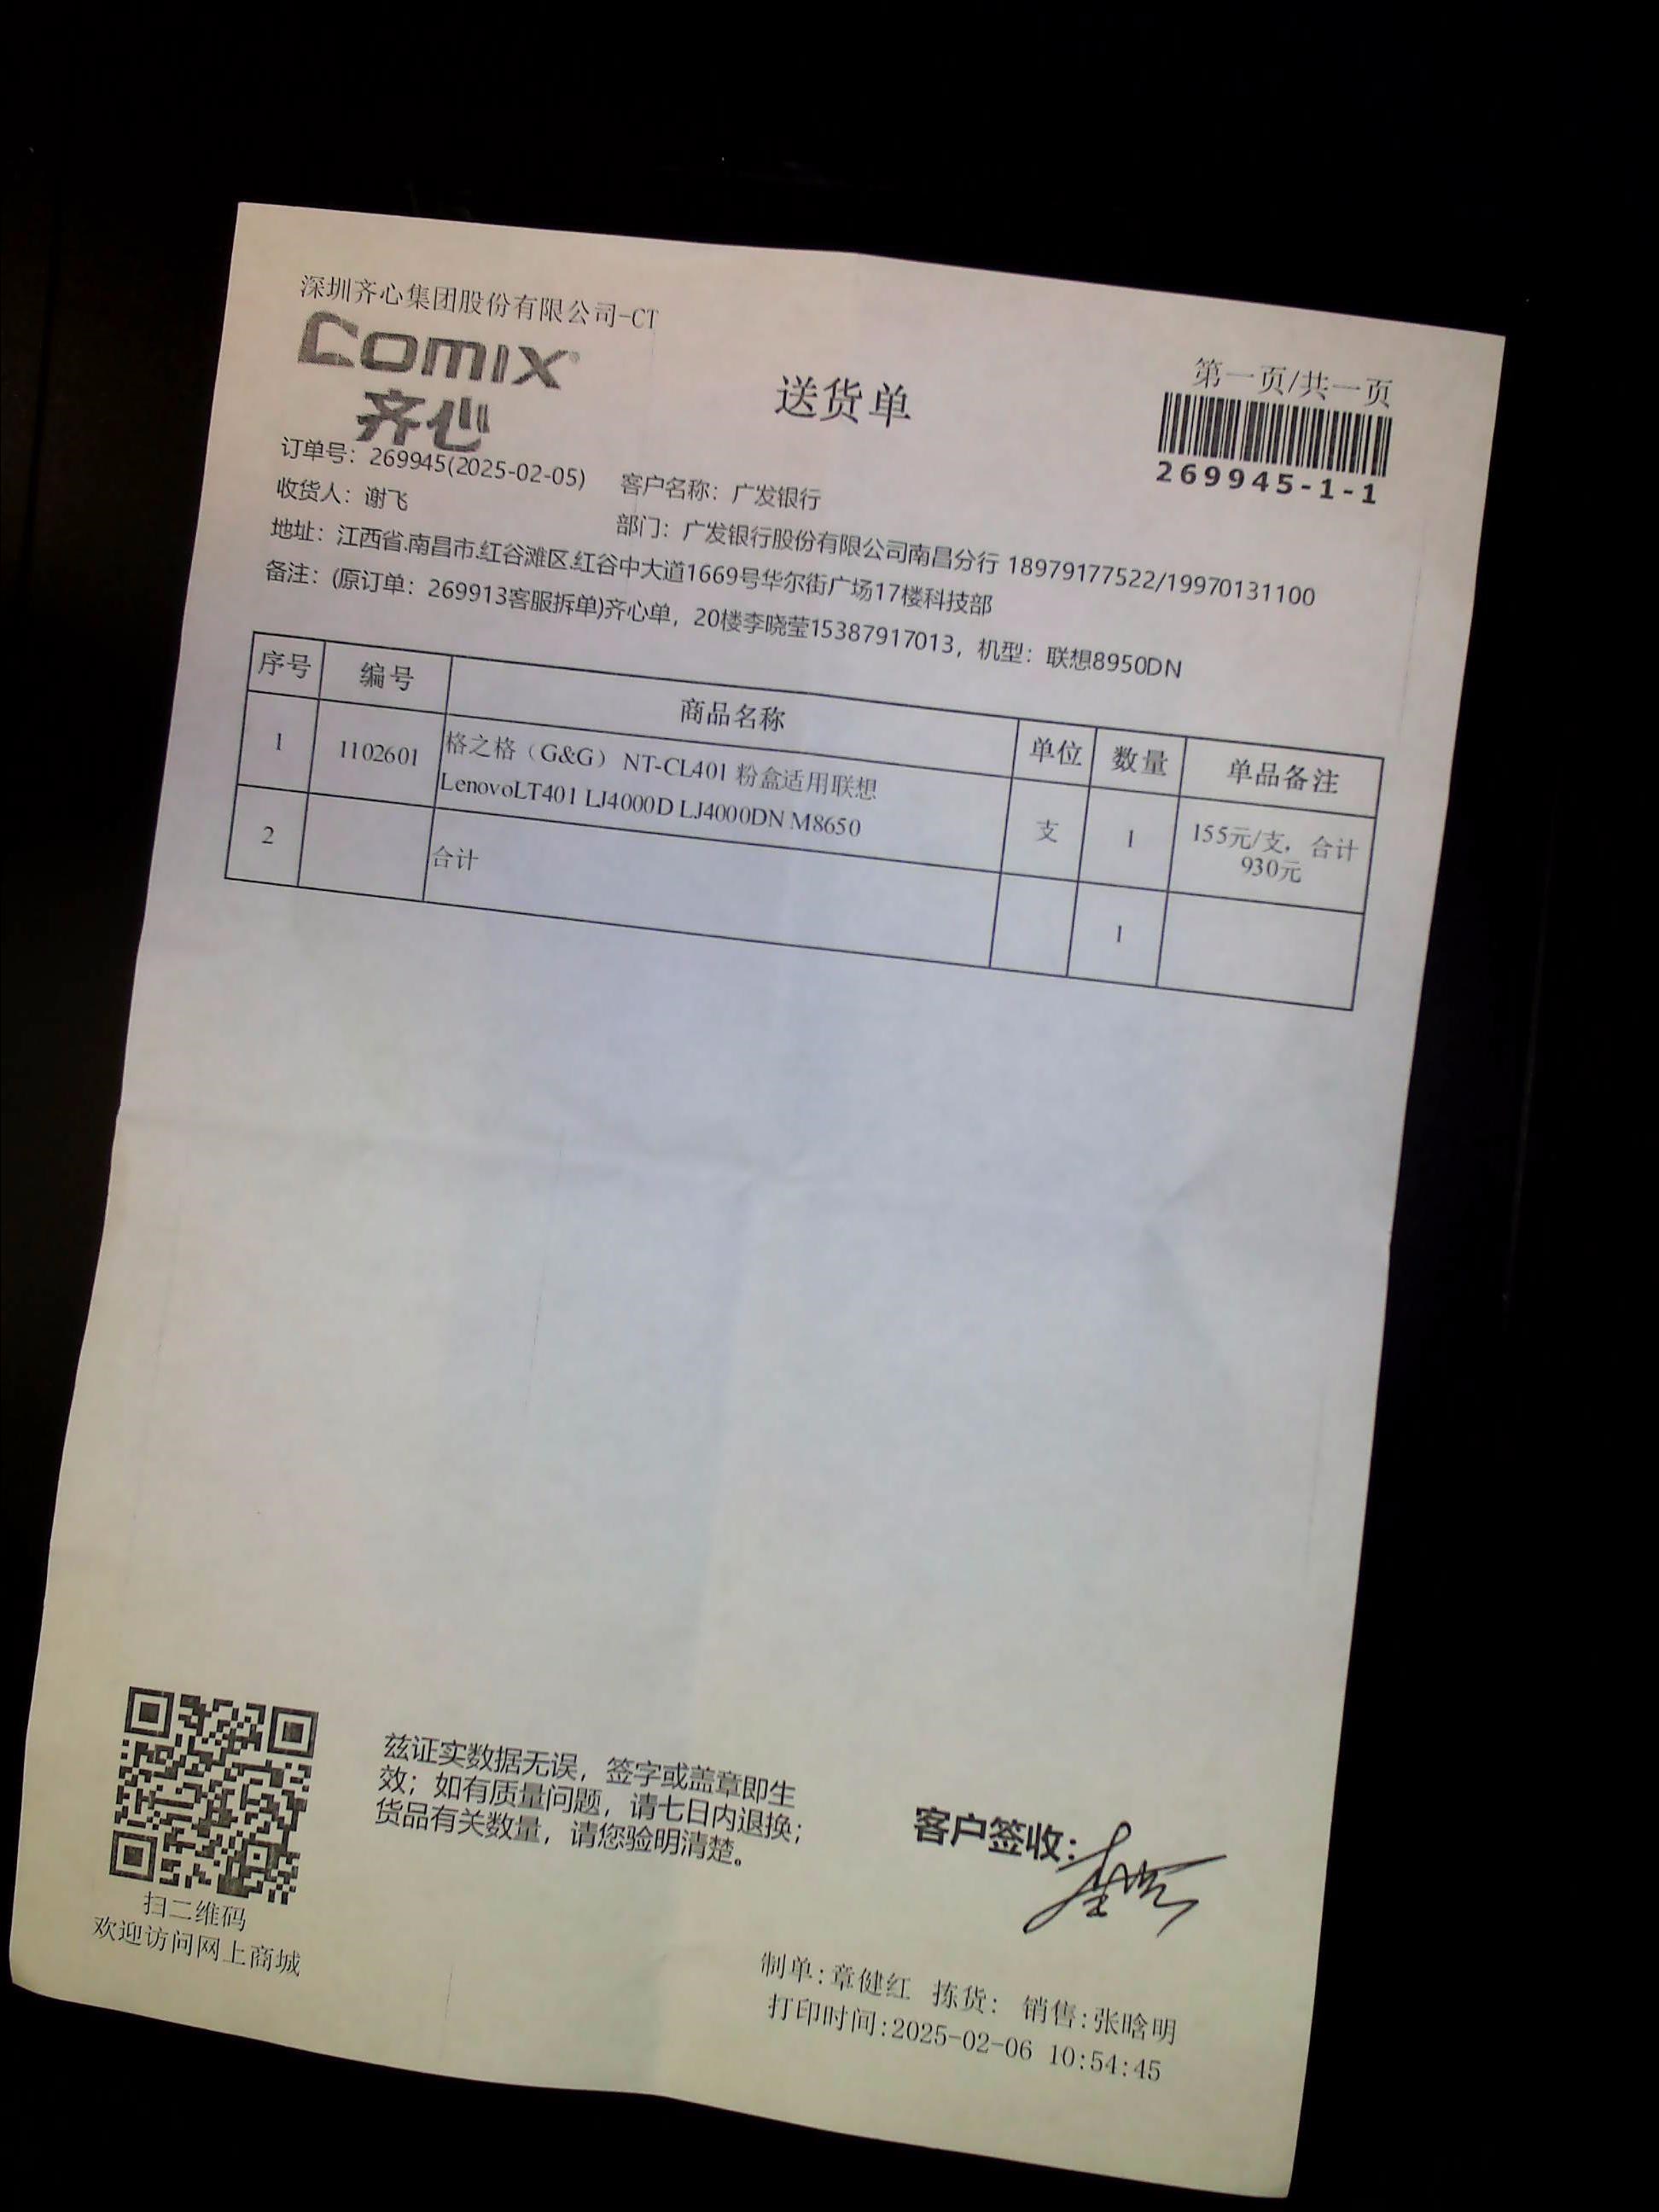 深圳齐心集团股份有限公司-CT
Comix
齐心
送货单
第一页/共一页
269945-1-1
订单号：269945(2025-02-05) 客户名称：广发银行
收货人：谢飞 部门：广发银行股份有限公司南昌分行 18979177522/19970131100
地址：江西省.南昌市.红谷滩区.红谷中大道1669号华尔街广场17楼科技部
备注：(原订单：269913客服拆单)齐心单，20楼李晓莹15387917013，机型：联想8950DN
序号 编号 商品名称 单位 数量 单品备注
1 1102601 格之格（G&G） NT-CL401 粉盒适用联想
LenovoLT401 LJ4000D LJ4000DN M8650 支 1 155元/支，合计
930元
2 合计 1
兹证实数据无误，签字或盖章即生
效；如有质量问题，请七日内退换；
货品有关数量，请您验明清楚。
客户签收：
扫二维码
欢迎访问网上商城
制单:章健红 拣货： 销售:张晗明
打印时间:2025-02-06 10:54:45